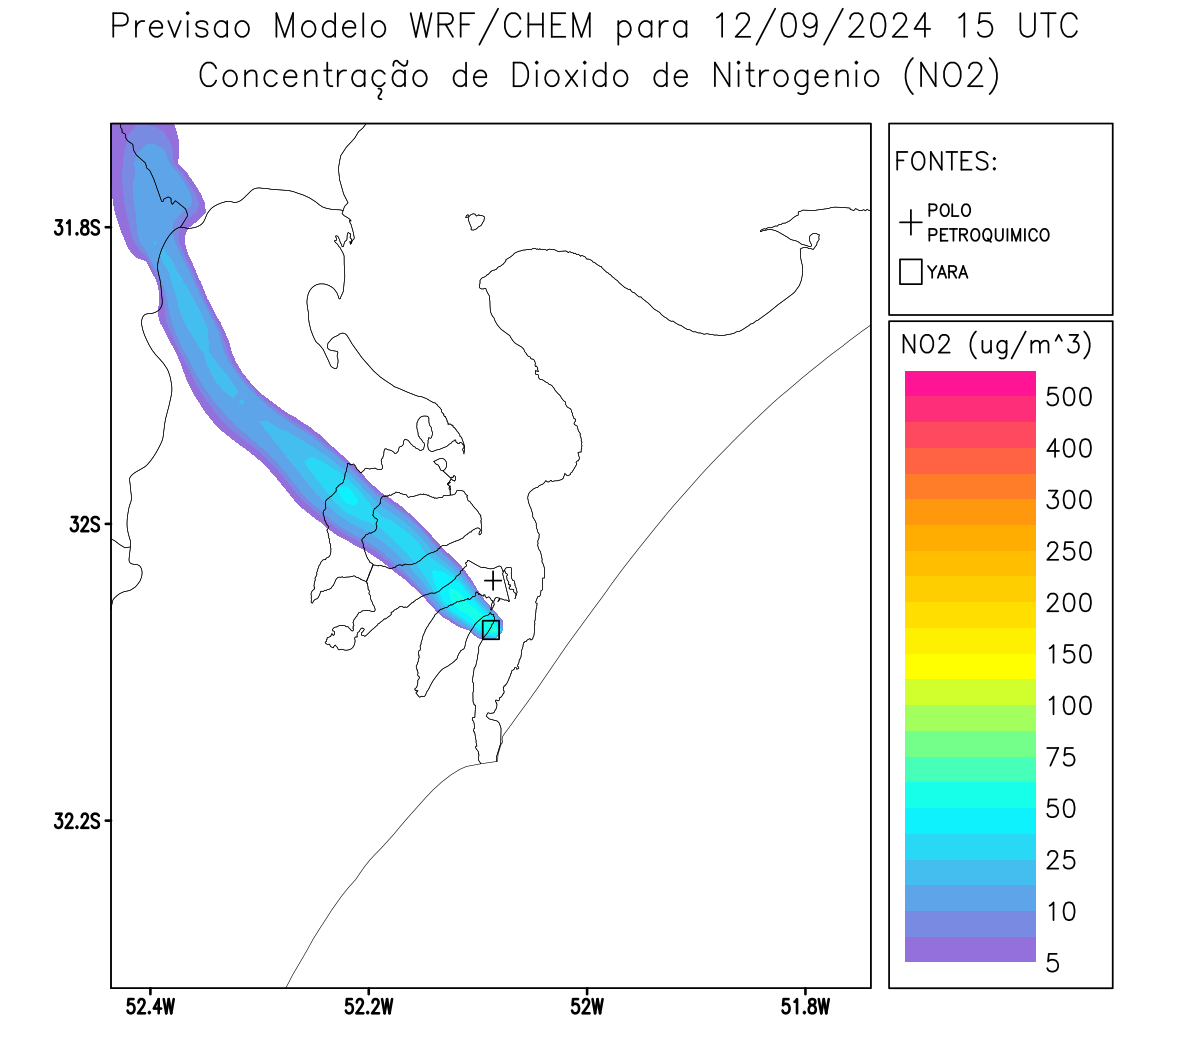 Previsao Modelo WRF/CHEM para 12/09/2024 15 UTC
Concentração de Dioxido de Nitrogenio (NO2)
FONTES:
POLO
PETROQUIMICO
YARA
NO2 (ug/m^3)
500
400
300
250
200
150
100
75
50
25
10
5
31.8S
32S
32.2S
52.4W
52.2W
52W
51.8W